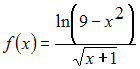 f(x) = ln(9 − x²) / √(x + 1)